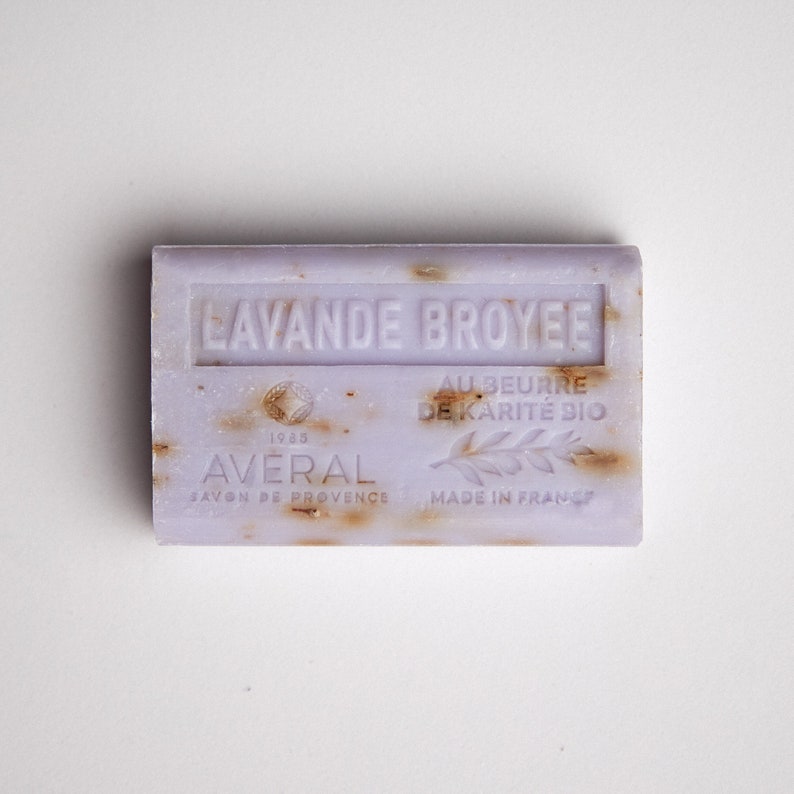 LAVANDE BROYEE
1985
AVERAL
SAVON DE PROVENCE
AU BEURRE
DE KARITÉ BIO
MADE IN FRANCE